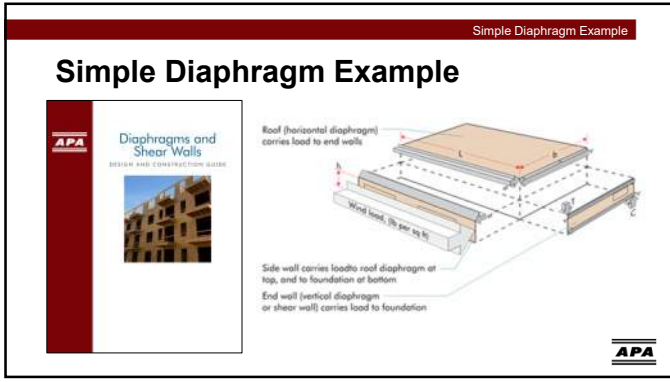 Simple Diaphragm Example
Simple Diaphragm Example
APA
Diaphragms and
Shear Walls
DESIGN AND CONSTRUCTION GUIDE
Roof (horizontal diaphragm)
carries load to end walls
L
b
h
Wind load, (lb per sq ft)
T
C
Side wall carries loadto roof diaphragm at
top, and to foundation at bottom
End wall (vertical diaphragm
or shear wall) carries load to foundation
APA